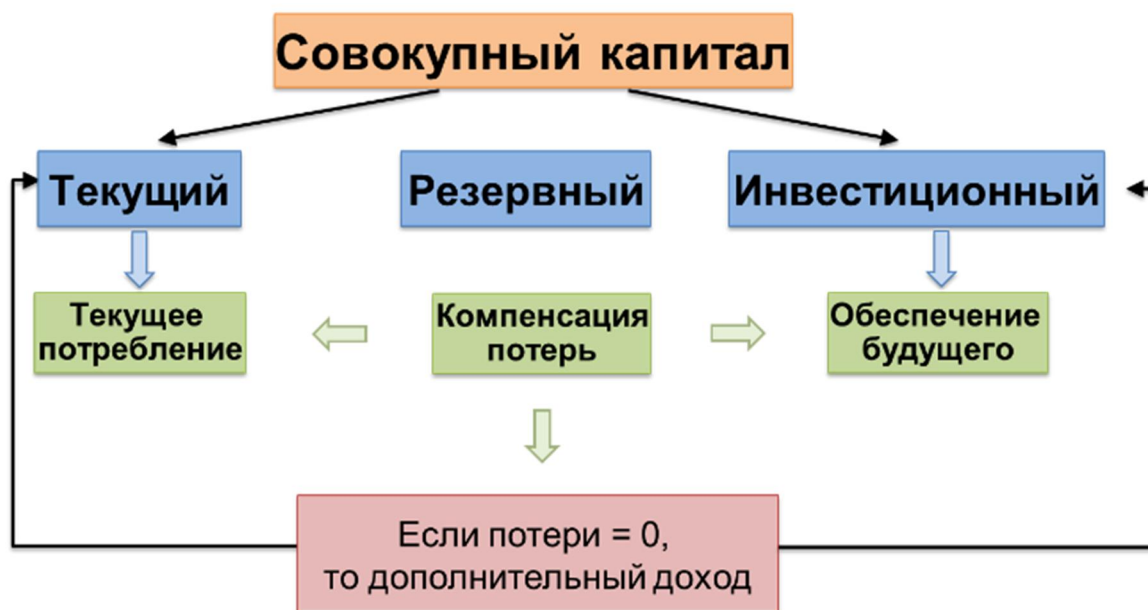 Совокупный капитал
Текущий
Резервный
Инвестиционный
Текущее
потребление
Компенсация
потерь
Обеспечение
будущего
Если потери = 0,
то дополнительный доход